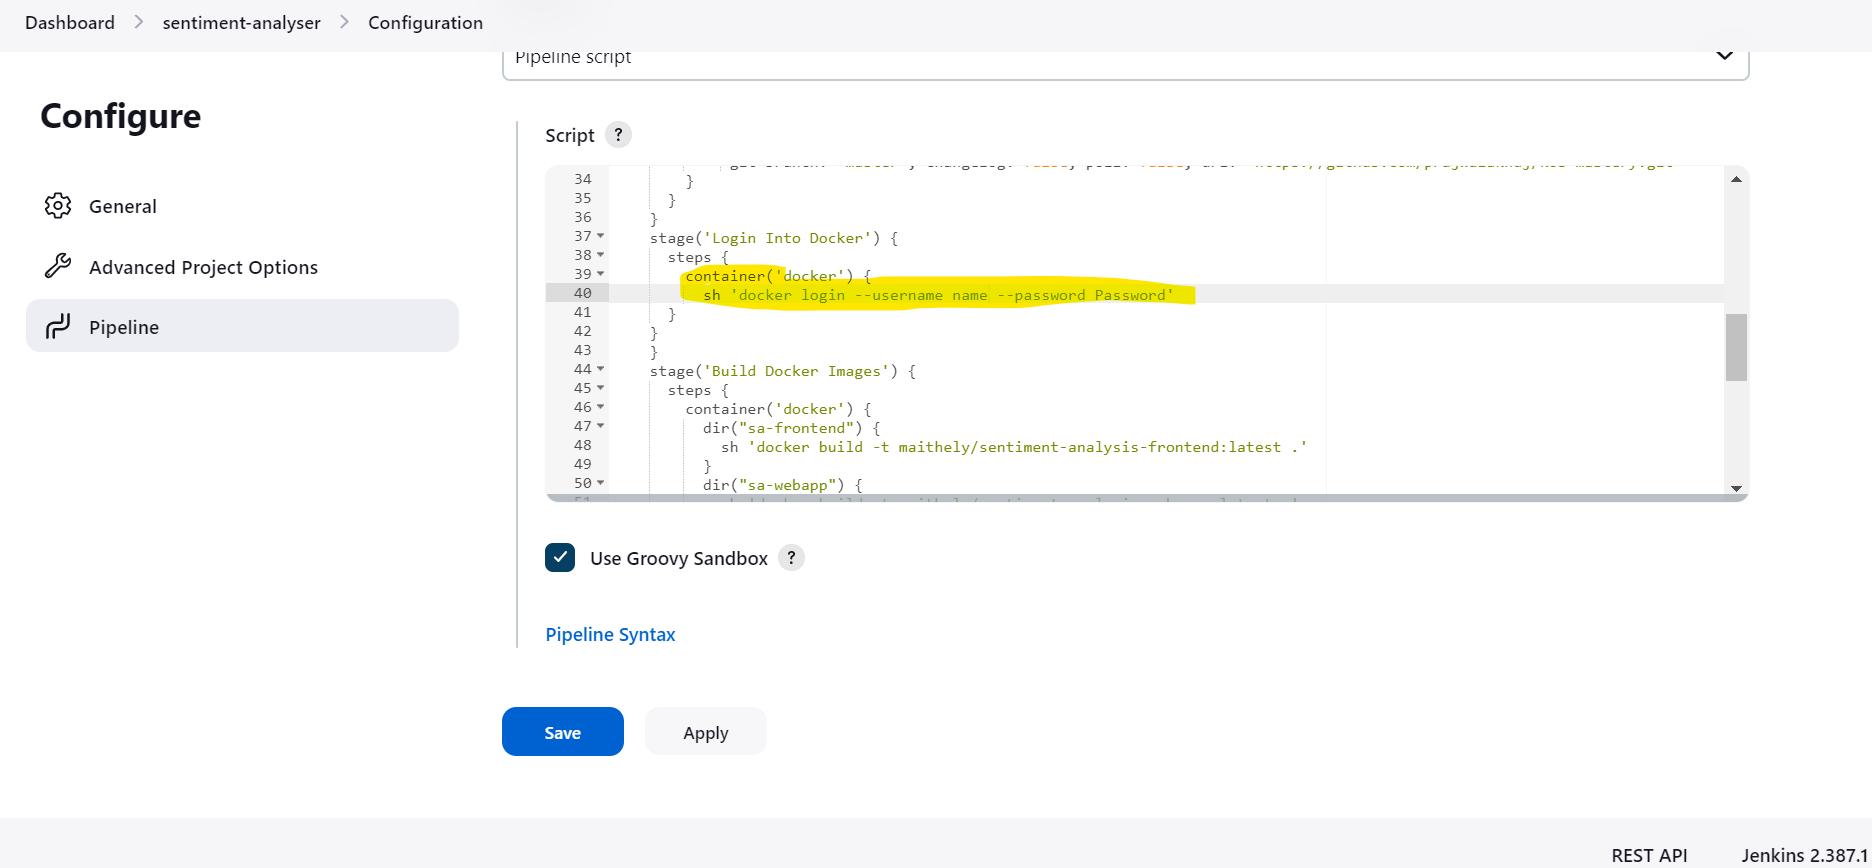 Dashboard > sentiment-analyser > Configuration
Pipeline script
Configure
General
Advanced Project Options
Pipeline
Script ?
34 }
35 }
36 }
37 stage('Login Into Docker') {
38 steps {
39 container('docker') {
40 sh 'docker login --username name --password Password'
41 }
42 }
43 }
44 stage('Build Docker Images') {
45 steps {
46 container('docker') {
47 dir("sa-frontend") {
48 sh 'docker build -t maithely/sentiment-analysis-frontend:latest .'
49 }
50 dir("sa-webapp") {
Use Groovy Sandbox ?
Pipeline Syntax
Save
Apply
REST API
Jenkins 2.387.1